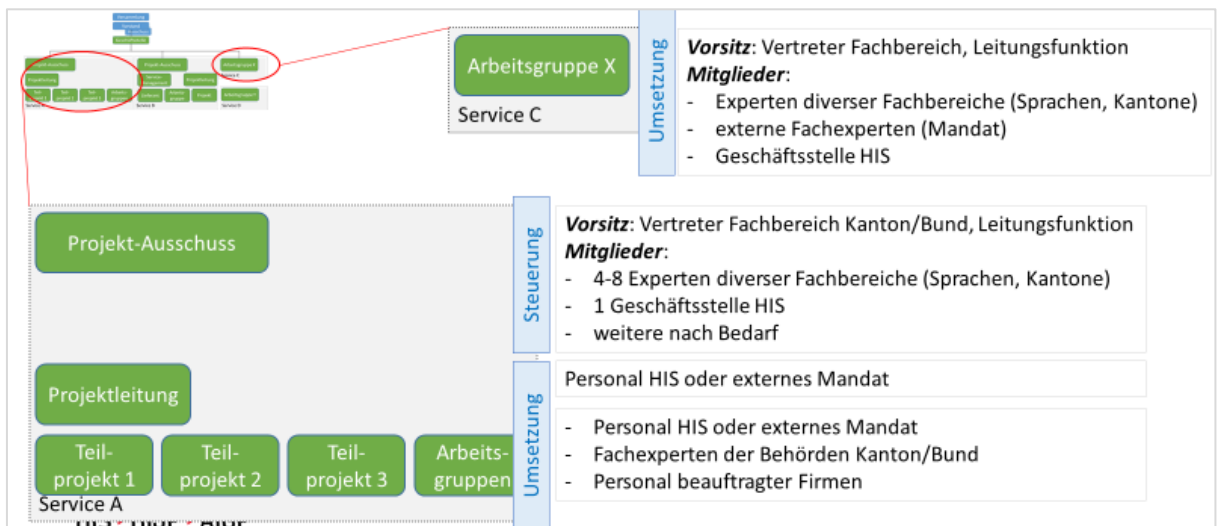 Arbeitsgruppe X
Service C
Umsetzung
Vorsitz: Vertreter Fachbereich, Leitungsfunktion
Mitglieder:
- Experten diverser Fachbereiche (Sprachen, Kantone)
- externe Fachexperten (Mandat)
- Geschäftsstelle HIS
Projekt-Ausschuss
Steuerung
Vorsitz: Vertreter Fachbereich Kanton/Bund, Leitungsfunktion
Mitglieder:
- 4-8 Experten diverser Fachbereiche (Sprachen, Kantone)
- 1 Geschäftsstelle HIS
- weitere nach Bedarf
Projektleitung
Umsetzung
Personal HIS oder externes Mandat
Teil-
projekt 1
Teil-
projekt 2
Teil-
projekt 3
Arbeits-
gruppen
- Personal HIS oder externes Mandat
- Fachexperten der Behörden Kanton/Bund
- Personal beauftragter Firmen
Service A